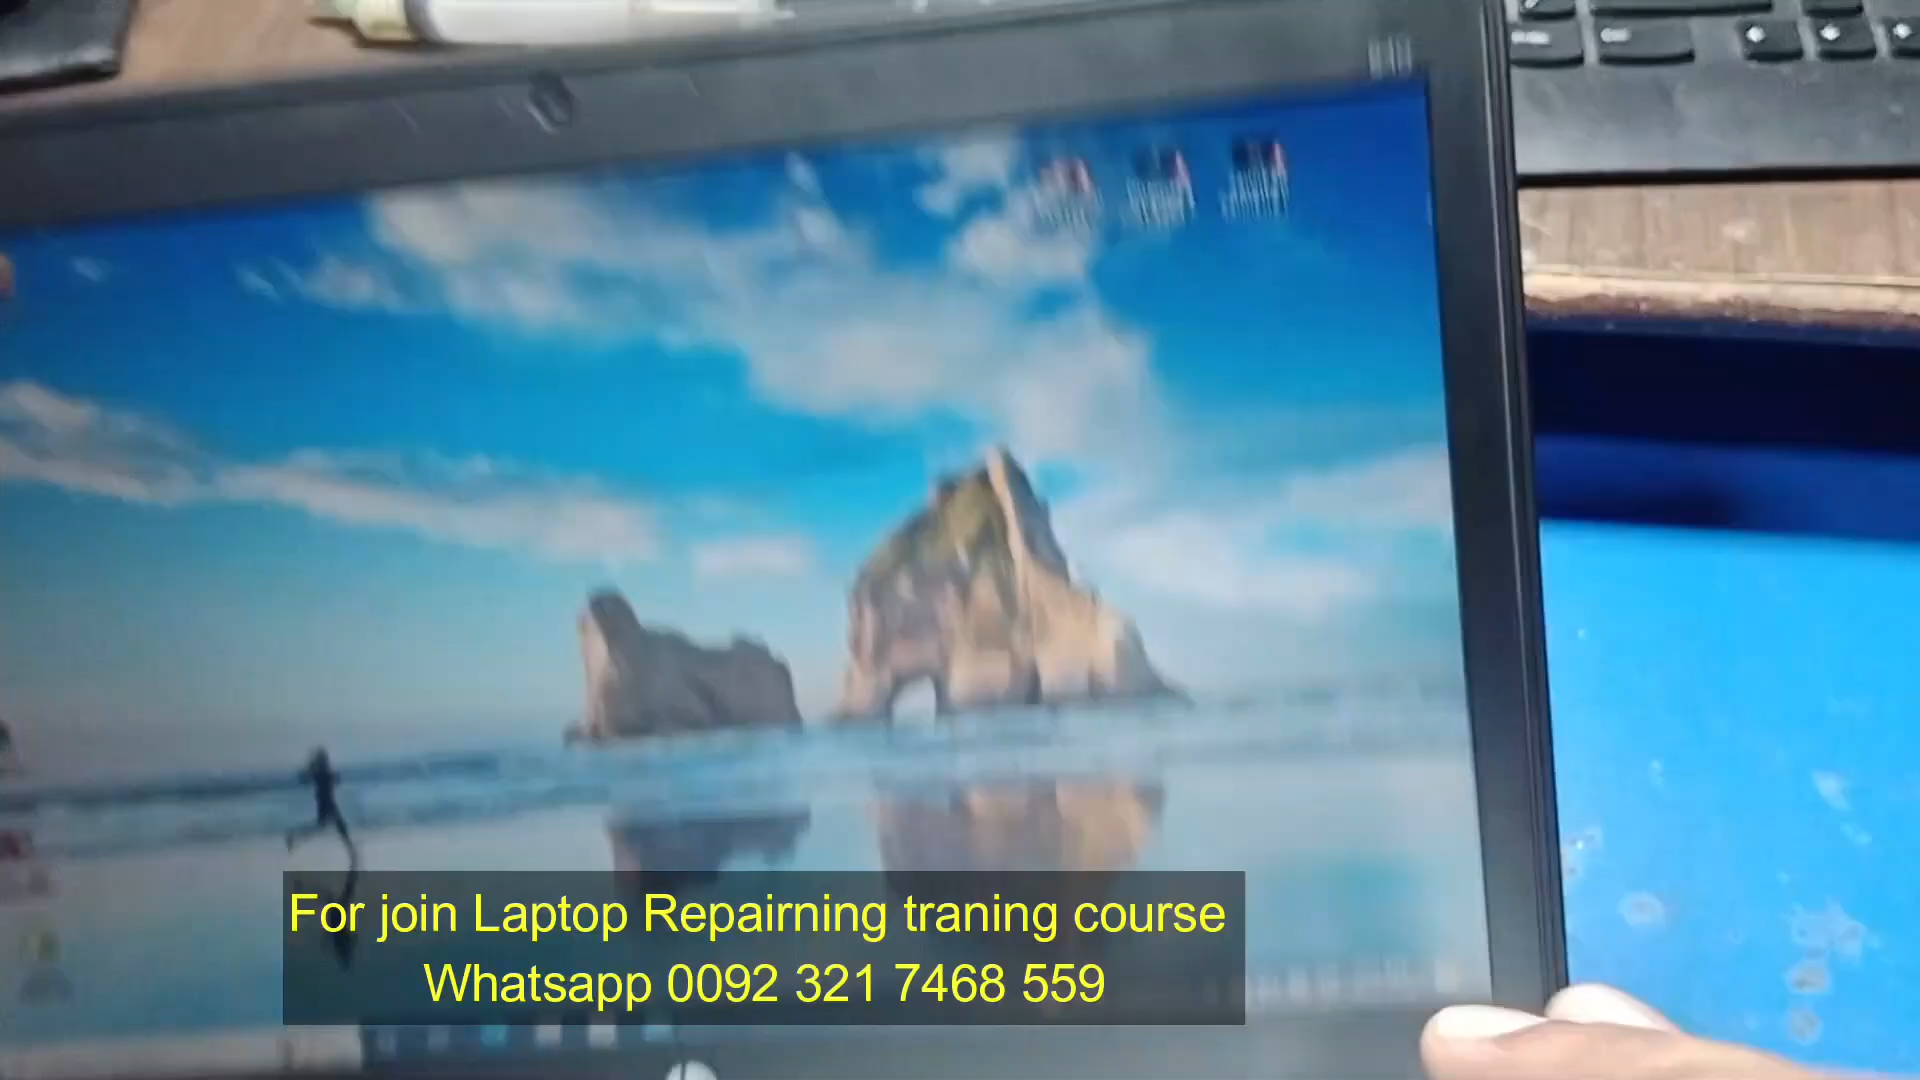 For join Laptop Repairning traning course
Whatsapp 0092 321 7468 559